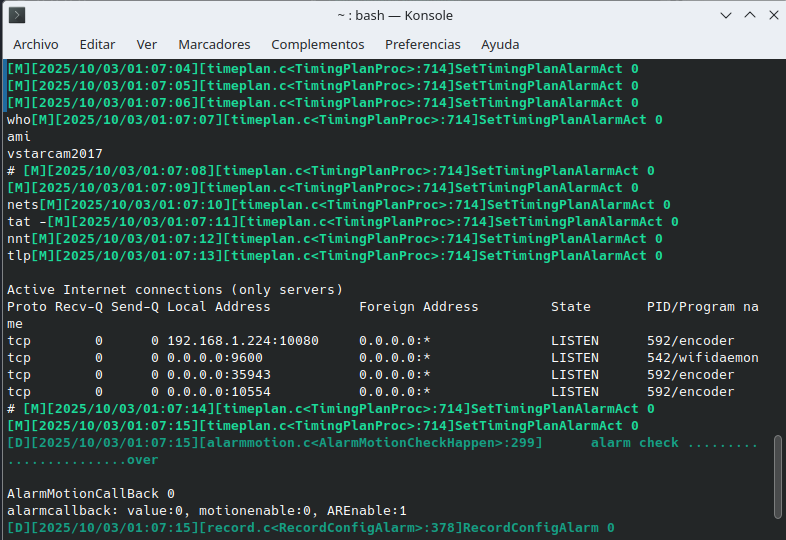 ~ : bash — Konsole
Archivo Editar Ver Marcadores Complementos Preferencias Ayuda
[M][2025/10/03/01:07:04][timeplan.c<TimingPlanProc>:714]SetTimingPlanAlarmAct 0
[M][2025/10/03/01:07:05][timeplan.c<TimingPlanProc>:714]SetTimingPlanAlarmAct 0
[M][2025/10/03/01:07:06][timeplan.c<TimingPlanProc>:714]SetTimingPlanAlarmAct 0
who[M][2025/10/03/01:07:07][timeplan.c<TimingPlanProc>:714]SetTimingPlanAlarmAct 0
ami
vstarcam2017
# [M][2025/10/03/01:07:08][timeplan.c<TimingPlanProc>:714]SetTimingPlanAlarmAct 0
[M][2025/10/03/01:07:09][timeplan.c<TimingPlanProc>:714]SetTimingPlanAlarmAct 0
nets[M][2025/10/03/01:07:10][timeplan.c<TimingPlanProc>:714]SetTimingPlanAlarmAct 0
tat -[M][2025/10/03/01:07:11][timeplan.c<TimingPlanProc>:714]SetTimingPlanAlarmAct 0
nnt[M][2025/10/03/01:07:12][timeplan.c<TimingPlanProc>:714]SetTimingPlanAlarmAct 0
tlp[M][2025/10/03/01:07:13][timeplan.c<TimingPlanProc>:714]SetTimingPlanAlarmAct 0
Active Internet connections (only servers)
Proto Recv-Q Send-Q Local Address           Foreign Address         State       PID/Program na
me
tcp        0      0 192.168.1.224:10080     0.0.0.0:*               LISTEN      592/encoder
tcp        0      0 0.0.0.0:9600            0.0.0.0:*               LISTEN      542/wifidaemon
tcp        0      0 0.0.0.0:35943           0.0.0.0:*               LISTEN      592/encoder
tcp        0      0 0.0.0.0:10554           0.0.0.0:*               LISTEN      592/encoder
# [M][2025/10/03/01:07:14][timeplan.c<TimingPlanProc>:714]SetTimingPlanAlarmAct 0
[M][2025/10/03/01:07:15][timeplan.c<TimingPlanProc>:714]SetTimingPlanAlarmAct 0
[D][2025/10/03/01:07:15][alarmmotion.c<AlarmMotionCheckHappen>:299]      alarm check .........
...............over
AlarmMotionCallBack 0
alarmcallback: value:0, motionenable:0, AREnable:1
[D][2025/10/03/01:07:15][record.c<RecordConfigAlarm>:378]RecordConfigAlarm 0